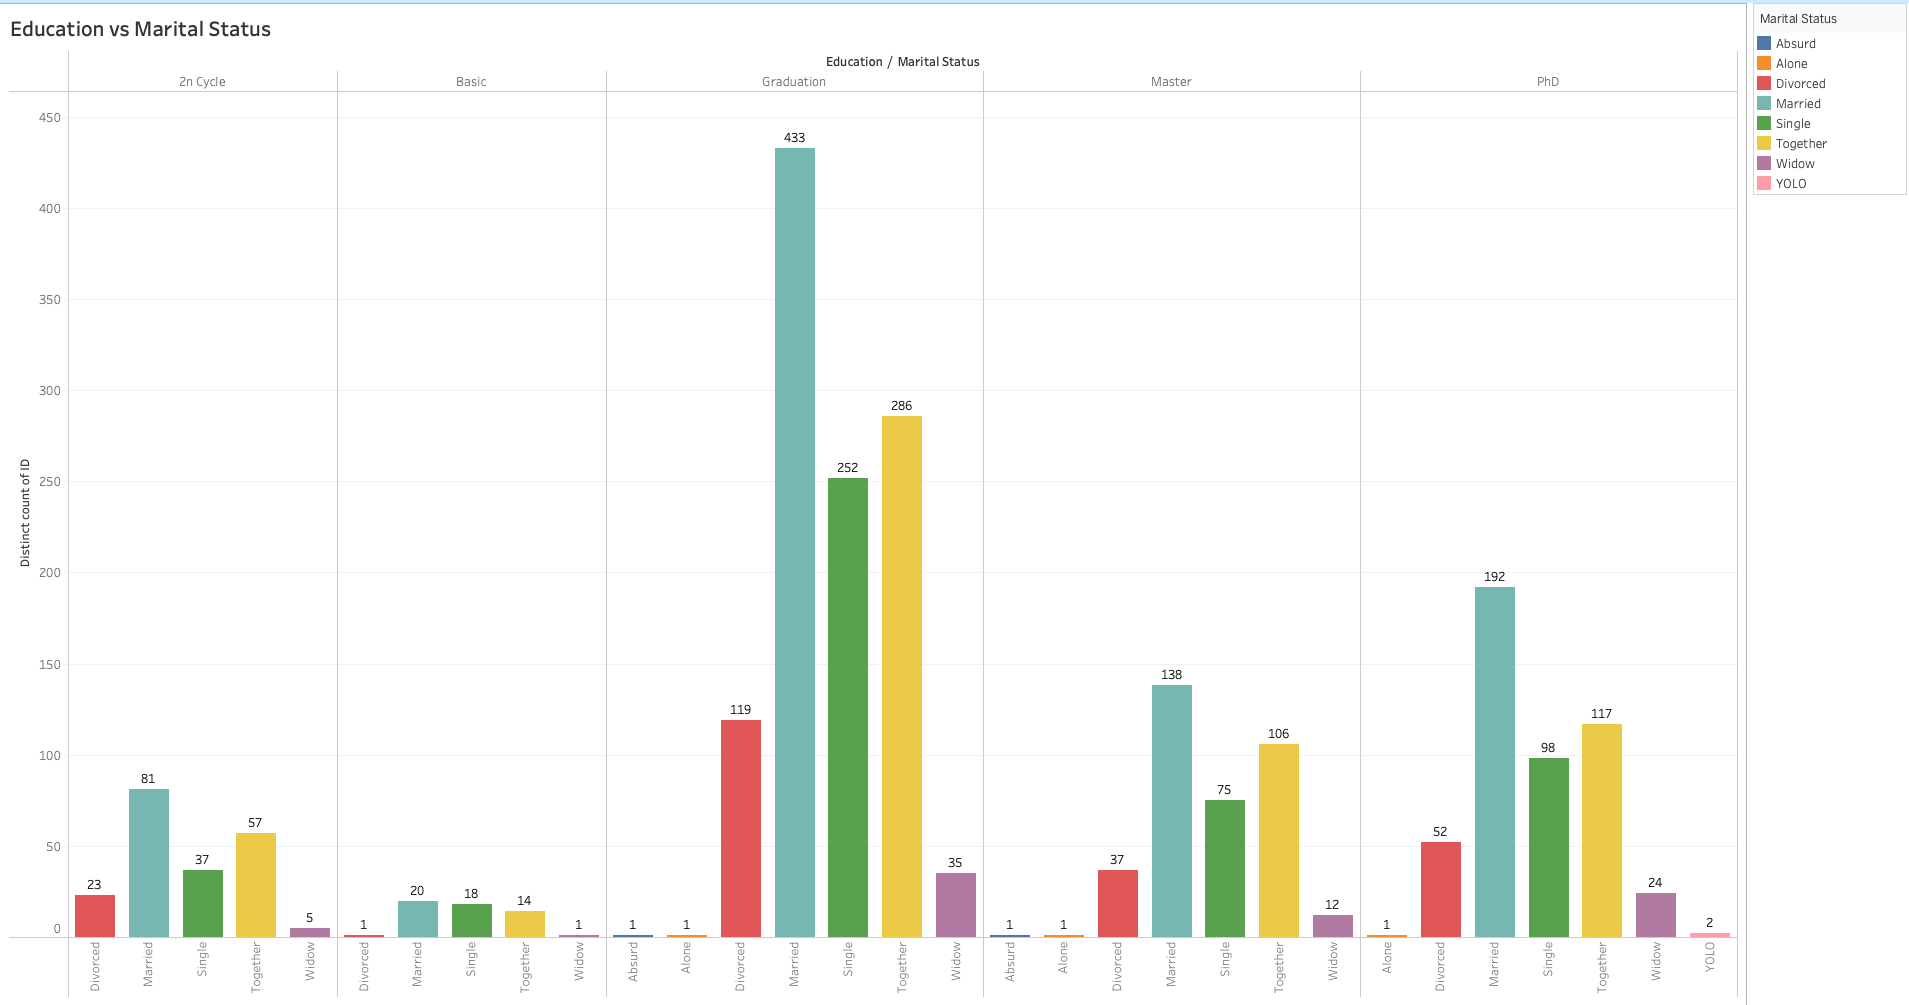 Education vs Marital Status
Education / Marital Status
2n Cycle
Basic
Graduation
Master
PhD
Distinct count of ID
450
400
350
300
250
200
150
100
50
0
23
81
37
57
5
1
20
18
14
1
1
1
119
433
252
286
35
1
1
37
138
75
106
12
1
52
192
98
117
24
2
Divorced
Married
Single
Together
Widow
Divorced
Married
Single
Together
Widow
Absurd
Alone
Divorced
Married
Single
Together
Widow
Absurd
Alone
Divorced
Married
Single
Together
Widow
Alone
Divorced
Married
Single
Together
Widow
YOLO
Marital Status
Absurd
Alone
Divorced
Married
Single
Together
Widow
YOLO